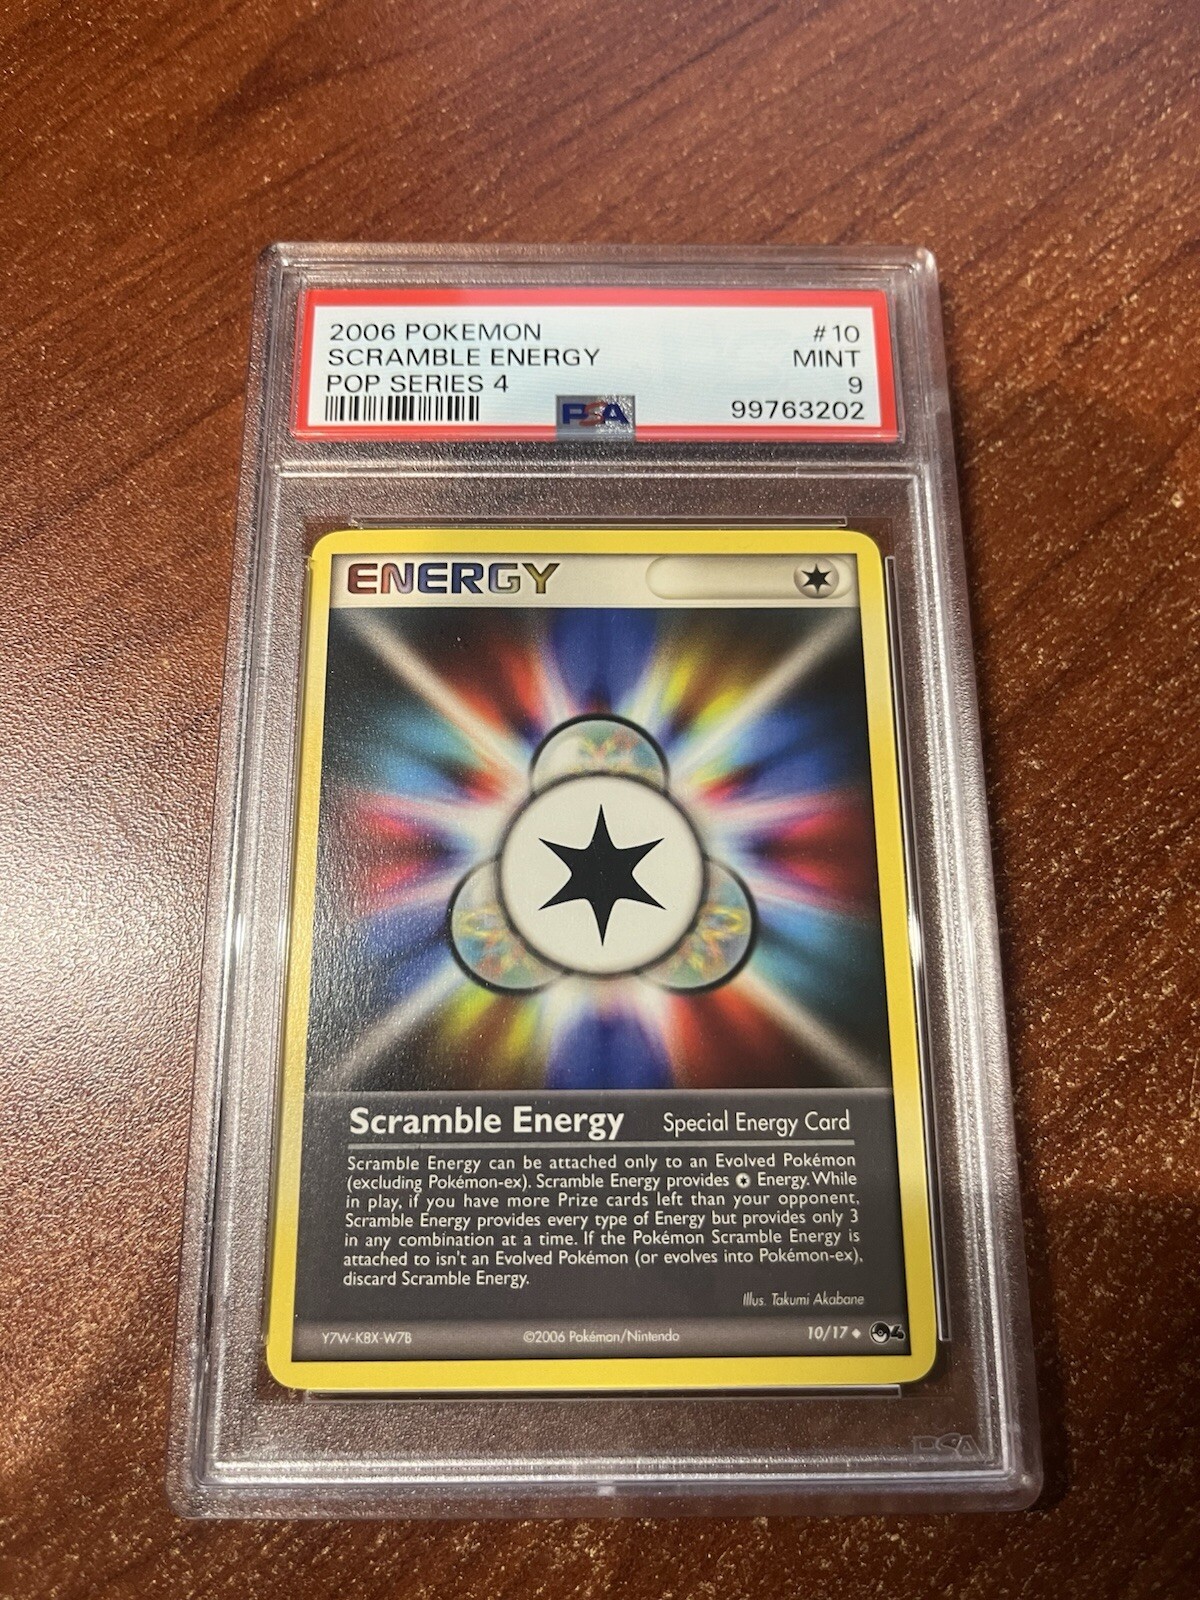 2006 POKEMON #10
SCRAMBLE ENERGY MINT
POP SERIES 4 9
PSA 99763202
ENERGY
Scramble Energy Special Energy Card
Scramble Energy can be attached only to an Evolved Pokémon
(excluding Pokémon-ex). Scramble Energy provides Energy. While
in play, if you have more Prize cards left than your opponent,
Scramble Energy provides every type of Energy but provides only 3
in any combination at a time. If the Pokémon Scramble Energy is
attached to isn't an Evolved Pokémon (or evolves into Pokémon-ex),
discard Scramble Energy.
Illus. Takumi Akabane
Y7W-K8X-W7B ©2006 Pokémon/Nintendo 10/17 4
PSA